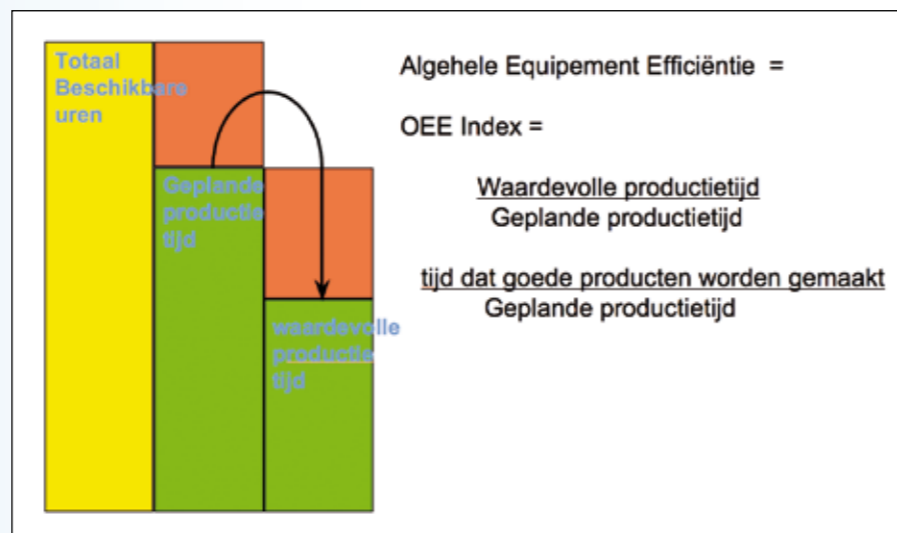 Totaal
Beschikbare
uren
Geplande
productie
tijd
waardevolle
productie
tijd
Algehele Equipement Efficiëntie =
OEE Index =
Waardevolle productietijd
Geplande productietijd
tijd dat goede producten worden gemaakt
Geplande productietijd